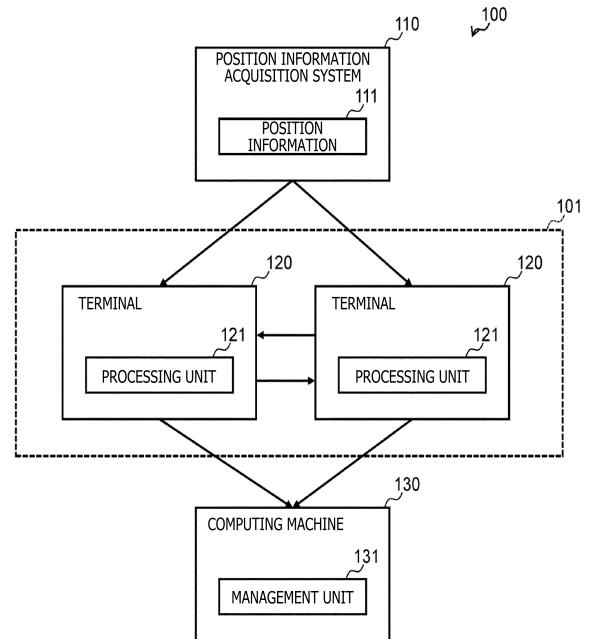 100
110
POSITION INFORMATION
ACQUISITION SYSTEM
111
POSITION
INFORMATION
101
120
120
TERMINAL
TERMINAL
121
121
PROCESSING UNIT
PROCESSING UNIT
130
COMPUTING MACHINE
131
MANAGEMENT UNIT